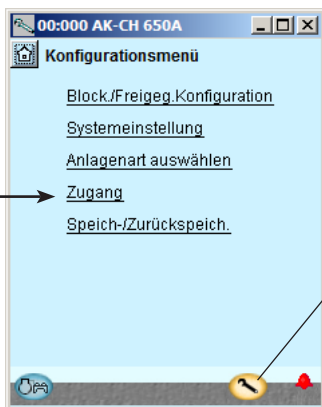 00:000 AK-CH 650A
Konfigurationsmenü
Block./Freigeg.Konfiguration
Systemeinstellung
Anlagenart auswählen
Zugang
Speich-/Zurückspeich.